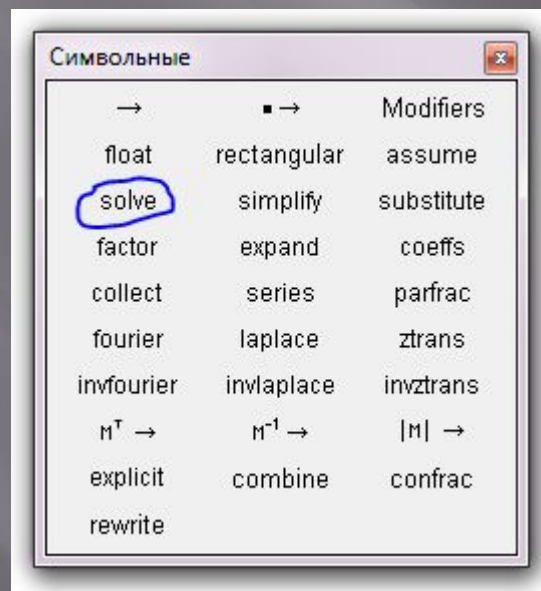 Символьные
→ ▪ → Modifiers
float rectangular assume
solve simplify substitute
factor expand coeffs
collect series parfrac
fourier laplace ztrans
invfourier invlaplace invztrans
Mᵀ → M⁻¹ → |M| →
explicit combine confrac
rewrite